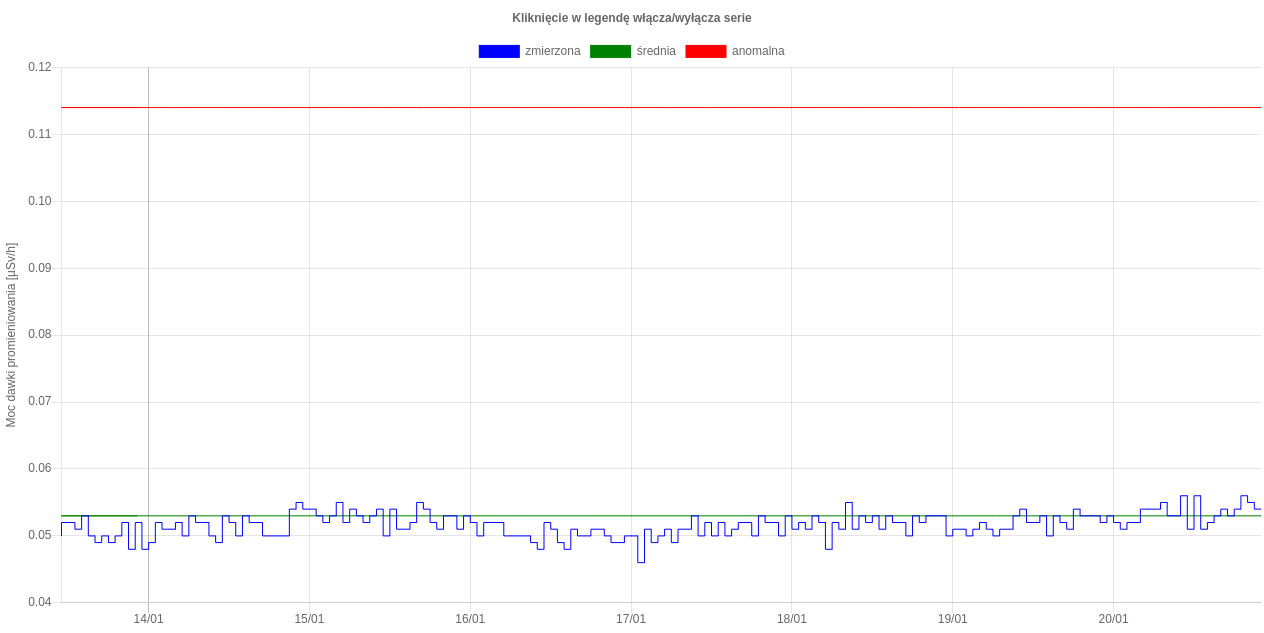 Kliknięcie w legendę włącza/wyłącza serie
zmierzona średnia anomalna
Moc dawki promieniowania [µSv/h]
0.12
0.11
0.10
0.09
0.08
0.07
0.06
0.05
0.04
14/01 15/01 16/01 17/01 18/01 19/01 20/01